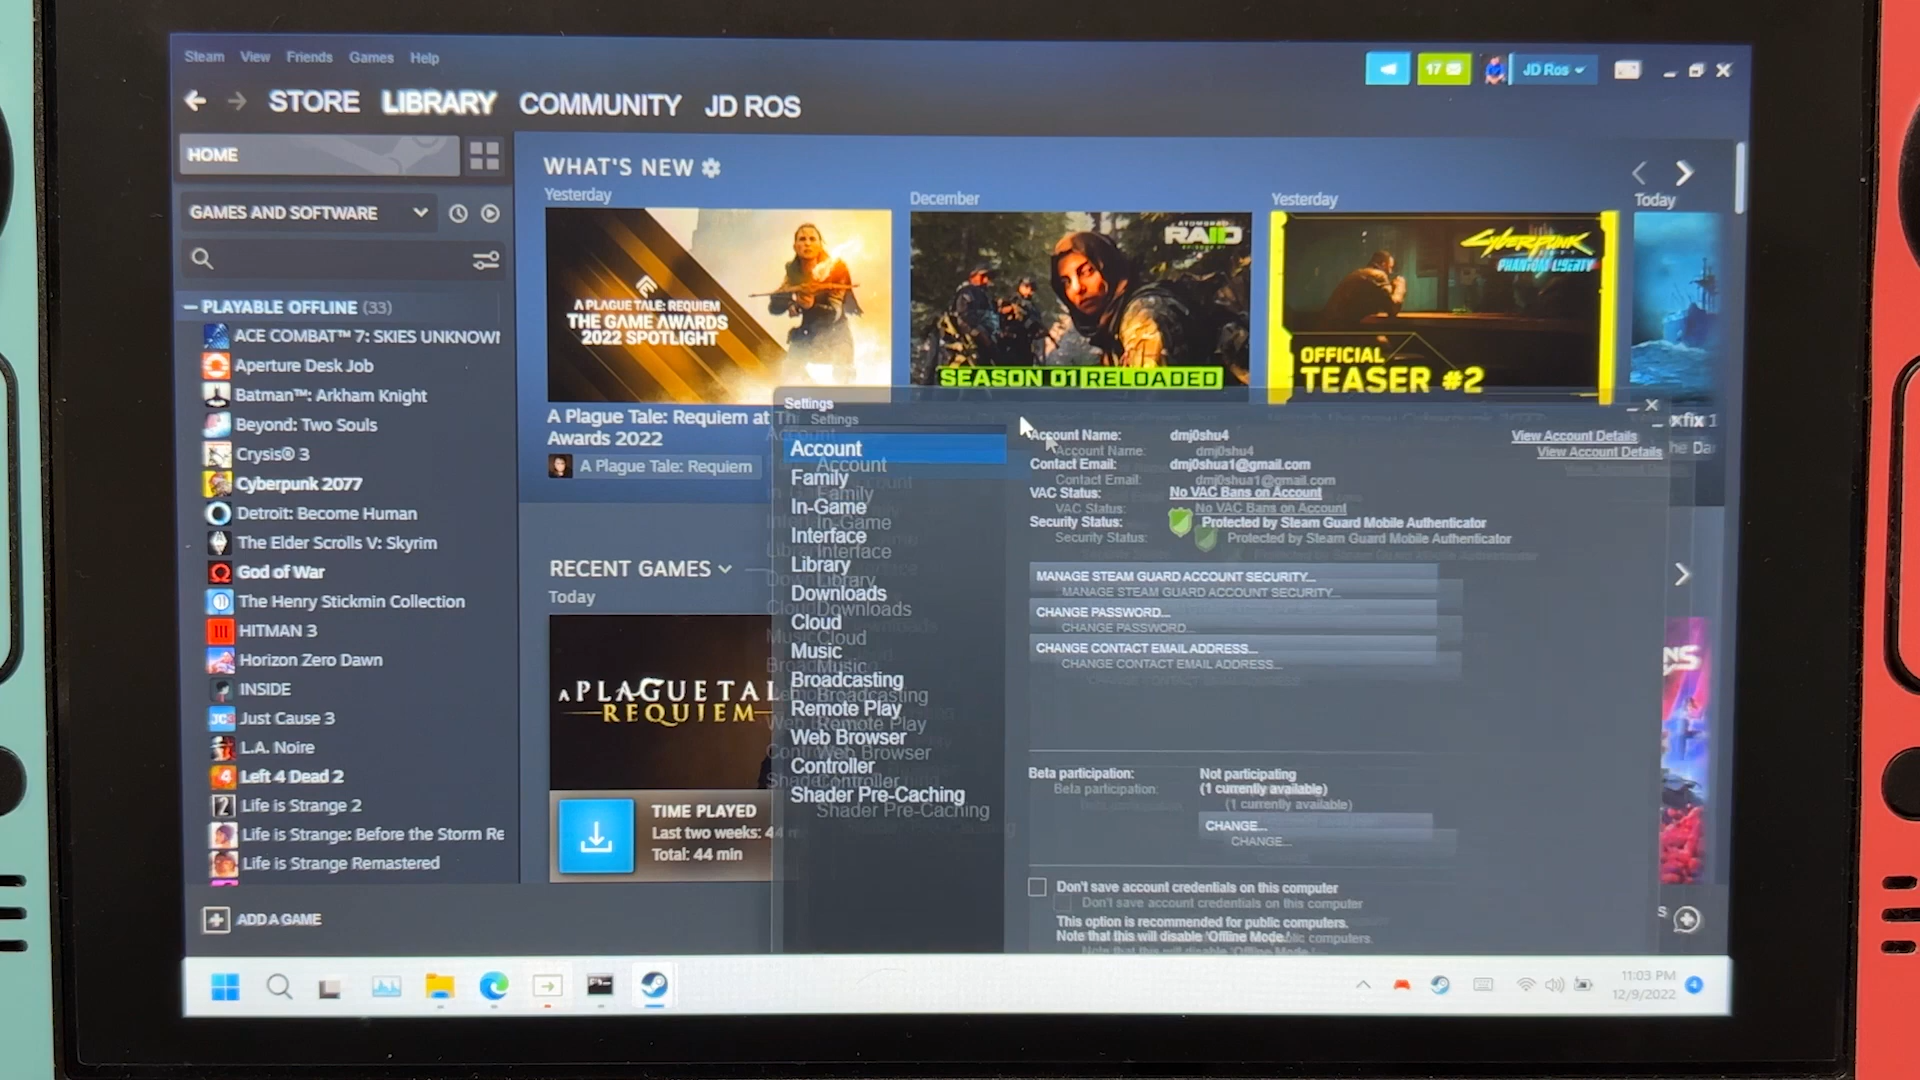 Steam View Friends Games Help
17
JD Ros
STORE LIBRARY COMMUNITY JD ROS
HOME
GAMES AND SOFTWARE
PLAYABLE OFFLINE (33)
ACE COMBAT™ 7: SKIES UNKNOWN
Aperture Desk Job
Batman™: Arkham Knight
Beyond: Two Souls
Crysis® 3
Cyberpunk 2077
Detroit: Become Human
The Elder Scrolls V: Skyrim
God of War
The Henry Stickmin Collection
HITMAN 3
Horizon Zero Dawn
INSIDE
Just Cause 3
L.A. Noire
Left 4 Dead 2
Life is Strange 2
Life is Strange: Before the Storm Re
Life is Strange Remastered
ADD A GAME
WHAT'S NEW
Yesterday
December
Yesterday
Today
A PLAGUE TALE: REQUIEM
THE GAME AWARDS
2022 SPOTLIGHT
RAID
SEASON 01 RELOADED
Cyberpunk
PHANTOM LIBERTY
OFFICIAL
TEASER #2
A Plague Tale: Requiem at Th
Awards 2022
A Plague Tale: Requiem
RECENT GAMES
Today
A PLAGUE TAL
REQUIEM
TIME PLAYED
Last two weeks: 44 m
Total: 44 min
Settings
Settings
Account
Account
Family
Family
In-Game
In-Game
Interface
Interface
Library
Library
Downloads
Downloads
Cloud
Cloud
Music
Music
Broadcasting
Broadcasting
Remote Play
Remote Play
Web Browser
Web Browser
Controller
Controller
Shader Pre-Caching
Shader Pre-Caching
Account Name: dmj0shu4 View Account Details
Account Name: dmj0shu4 View Account Details
Contact Email: dmj0shua1@gmail.com
Contact Email: dmj0shua1@gmail.com
VAC Status: No VAC Bans on Account
VAC Status: No VAC Bans on Account
Security Status: Protected by Steam Guard Mobile Authenticator
Security Status: Protected by Steam Guard Mobile Authenticator
MANAGE STEAM GUARD ACCOUNT SECURITY...
MANAGE STEAM GUARD ACCOUNT SECURITY...
CHANGE PASSWORD...
CHANGE PASSWORD...
CHANGE CONTACT EMAIL ADDRESS...
CHANGE CONTACT EMAIL ADDRESS...
Beta participation: Not participating
Beta participation: (1 currently available)
(1 currently available)
CHANGE...
CHANGE...
Don't save account credentials on this computer
Don't save account credentials on this computer
This option is recommended for public computers.
Note that this will disable 'Offline Mode.'
11:03 PM
12/9/2022
4